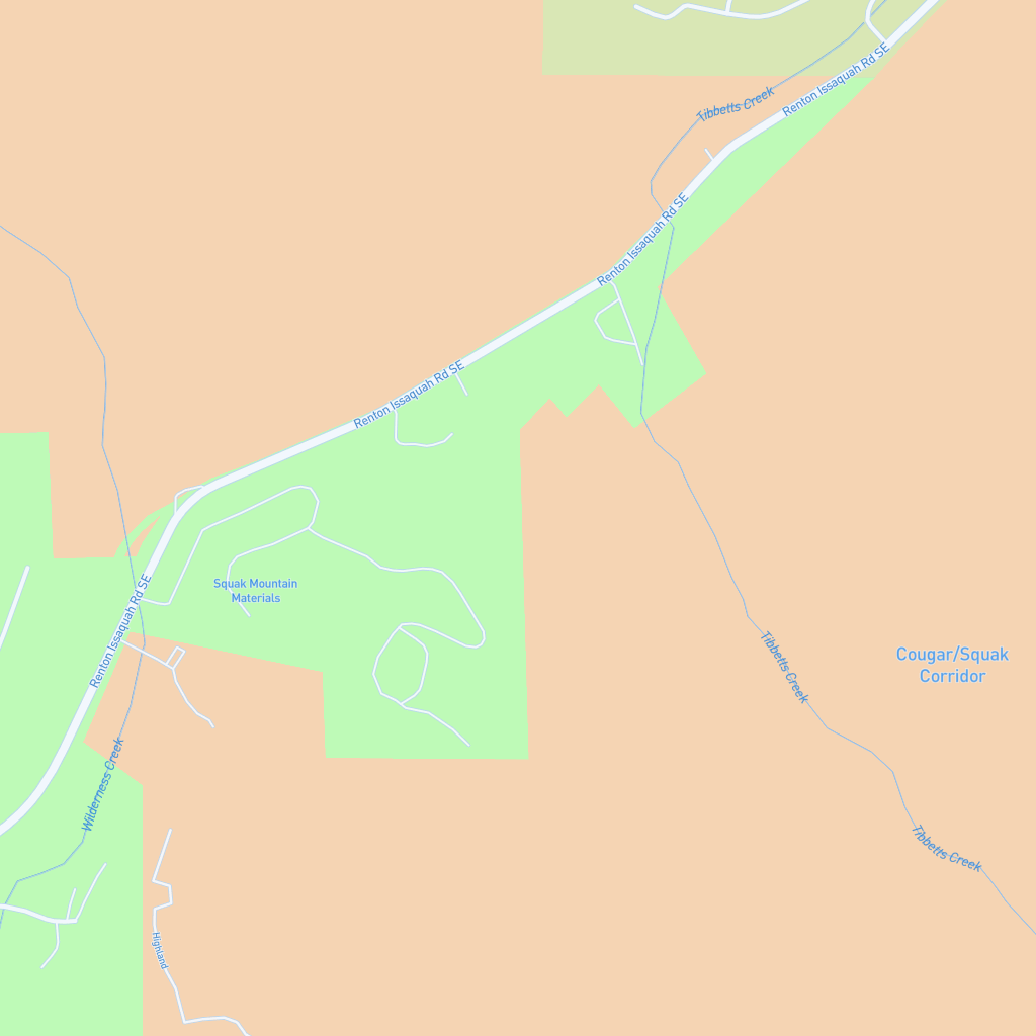 Renton Issaquah Rd SE
Tibbetts Creek
Renton Issaquah Rd SE
Renton Issaquah Rd SE
Squak Mountain
Materials
Renton Issaquah Rd SE
Cougar/Squak
Corridor
Tibbetts Creek
Wilderness Creek
Tibbetts Creek
Highland